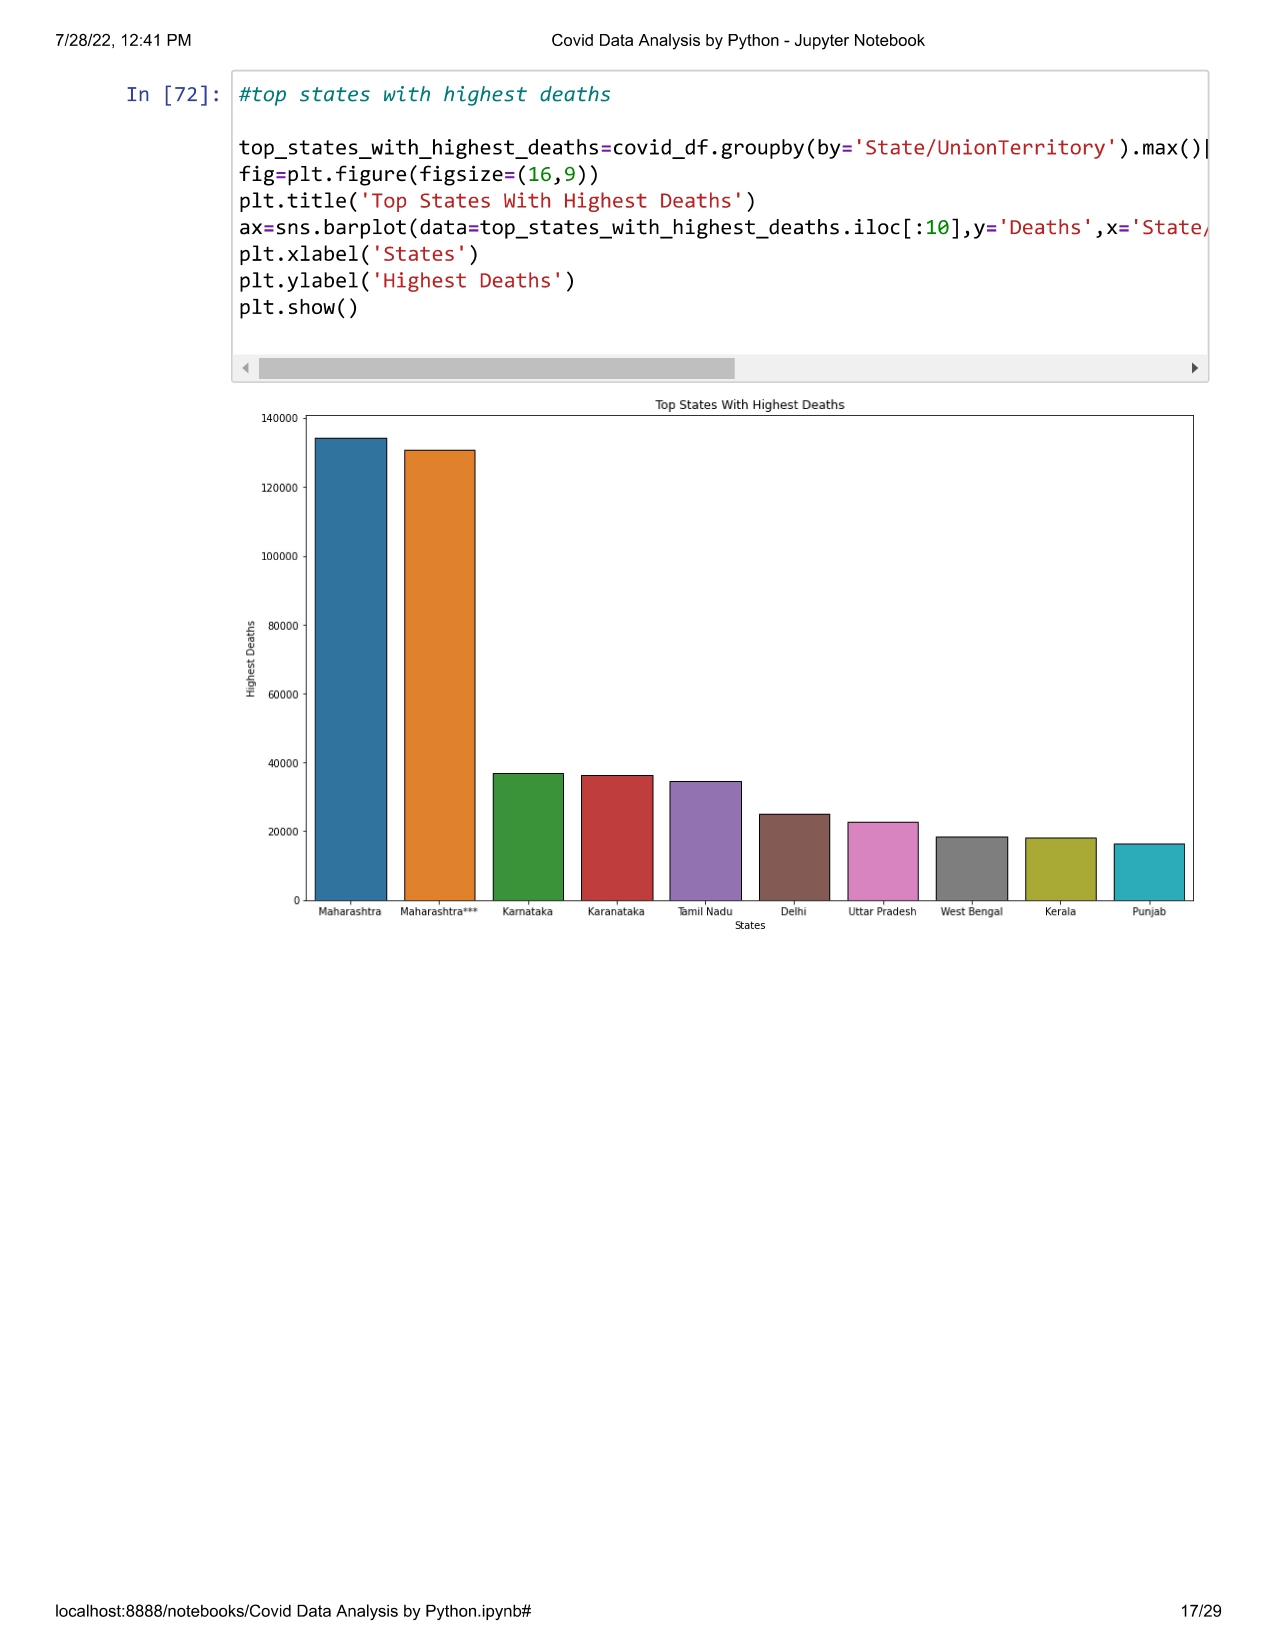 7/28/22, 12:41 PM Covid Data Analysis by Python - Jupyter Notebook
In [72]: #top states with highest deaths
top_states_with_highest_deaths=covid_df.groupby(by='State/UnionTerritory').max()
fig=plt.figure(figsize=(16,9))
plt.title('Top States With Highest Deaths')
ax=sns.barplot(data=top_states_with_highest_deaths.iloc[:10],y='Deaths',x='State/
plt.xlabel('States')
plt.ylabel('Highest Deaths')
plt.show()
Top States With Highest Deaths
140000
120000
100000
80000
60000
40000
20000
0
Highest Deaths
Maharashtra Maharashtra*** Karnataka Karanataka Tamil Nadu Delhi Uttar Pradesh West Bengal Kerala Punjab
States
localhost:8888/notebooks/Covid Data Analysis by Python.ipynb# 17/29